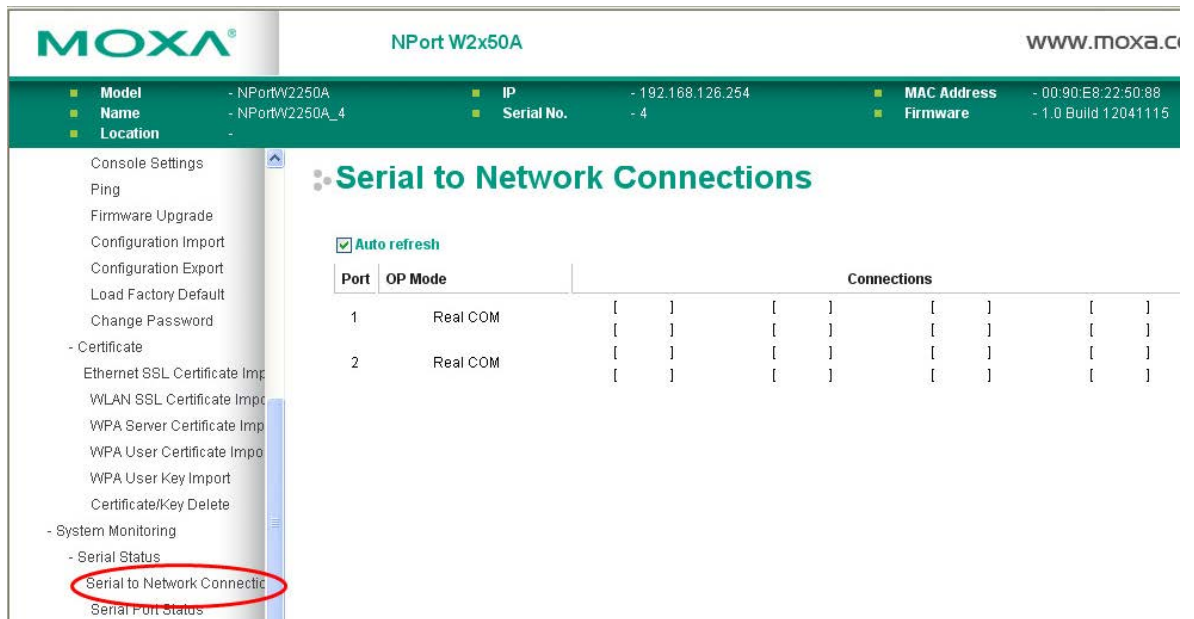 MOXA®
NPort W2x50A
www.moxa.c
Model - NPortW2250A
IP - 192.168.126.254
MAC Address - 00:90:E8:22:50:88
Name - NPortW2250A_4
Serial No. - 4
Firmware - 1.0 Build 12041115
Location -
Console Settings
Ping
Firmware Upgrade
Configuration Import
Configuration Export
Load Factory Default
Change Password
- Certificate
Ethernet SSL Certificate Imp
WLAN SSL Certificate Impo
WPA Server Certificate Imp
WPA User Certificate Impo
WPA User Key Import
Certificate/Key Delete
- System Monitoring
- Serial Status
Serial to Network Connectio
Serial Port Status
Serial to Network Connections
Auto refresh
Port OP Mode Connections
1 Real COM [ ] [ ] [ ] [ ]
[ ] [ ] [ ] [ ]
2 Real COM [ ] [ ] [ ] [ ]
[ ] [ ] [ ] [ ]